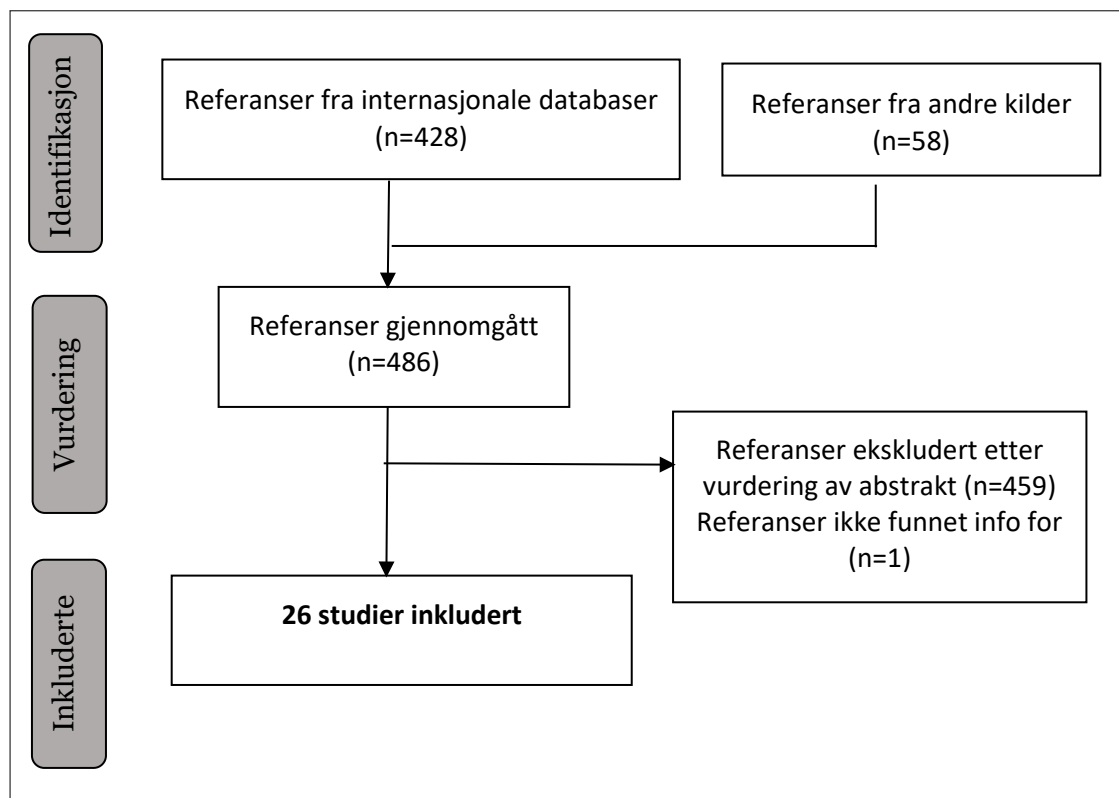 Identifikasjon
Referanser fra internasjonale databaser
(n=428)
Referanser fra andre kilder
(n=58)
Vurdering
Referanser gjennomgått
(n=486)
Referanser ekskludert etter
vurdering av abstrakt (n=459)
Referanser ikke funnet info for
(n=1)
Inkluderte
26 studier inkludert